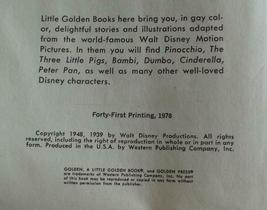 Little Golden Books here bring you, in gay col-
or, delightful stories and illustrations adapted
from the world-famous Walt Disney Motion
Pictures. In them you will find Pinocchio, The
Three Little Pigs, Bambi, Dumbo, Cinderella,
Peter Pan, as well as many other well-loved
Disney characters.
Forty-First Printing, 1978
Copyright 1948, 1939 by Walt Disney Productions. All rights
reserved, including the right of reproduction in whole or in part in any
form. Produced in the U.S.A. by Western Publishing Company, Inc.
GOLDEN, A LITTLE GOLDEN BOOK, and GOLDEN PRESS®
are trademarks of Western Publishing Company, Inc. No part
of this book may be reproduced or copied in any form without
written permission from the publisher.